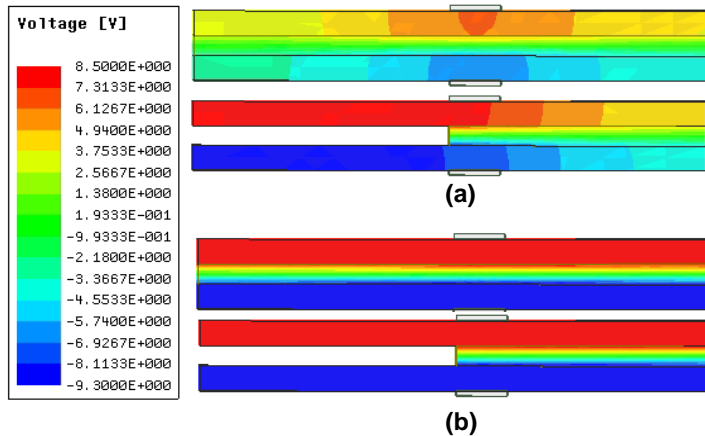 Voltage [V]
8.5000E+000
7.3133E+000
6.1267E+000
4.9400E+000
3.7533E+000
2.5667E+000
1.3800E+000
1.9333E-001
-9.9333E-001
-2.1800E+000
-3.3667E+000
-4.5533E+000
-5.7400E+000
-6.9267E+000
-8.1133E+000
-9.3000E+000
(a)
(b)